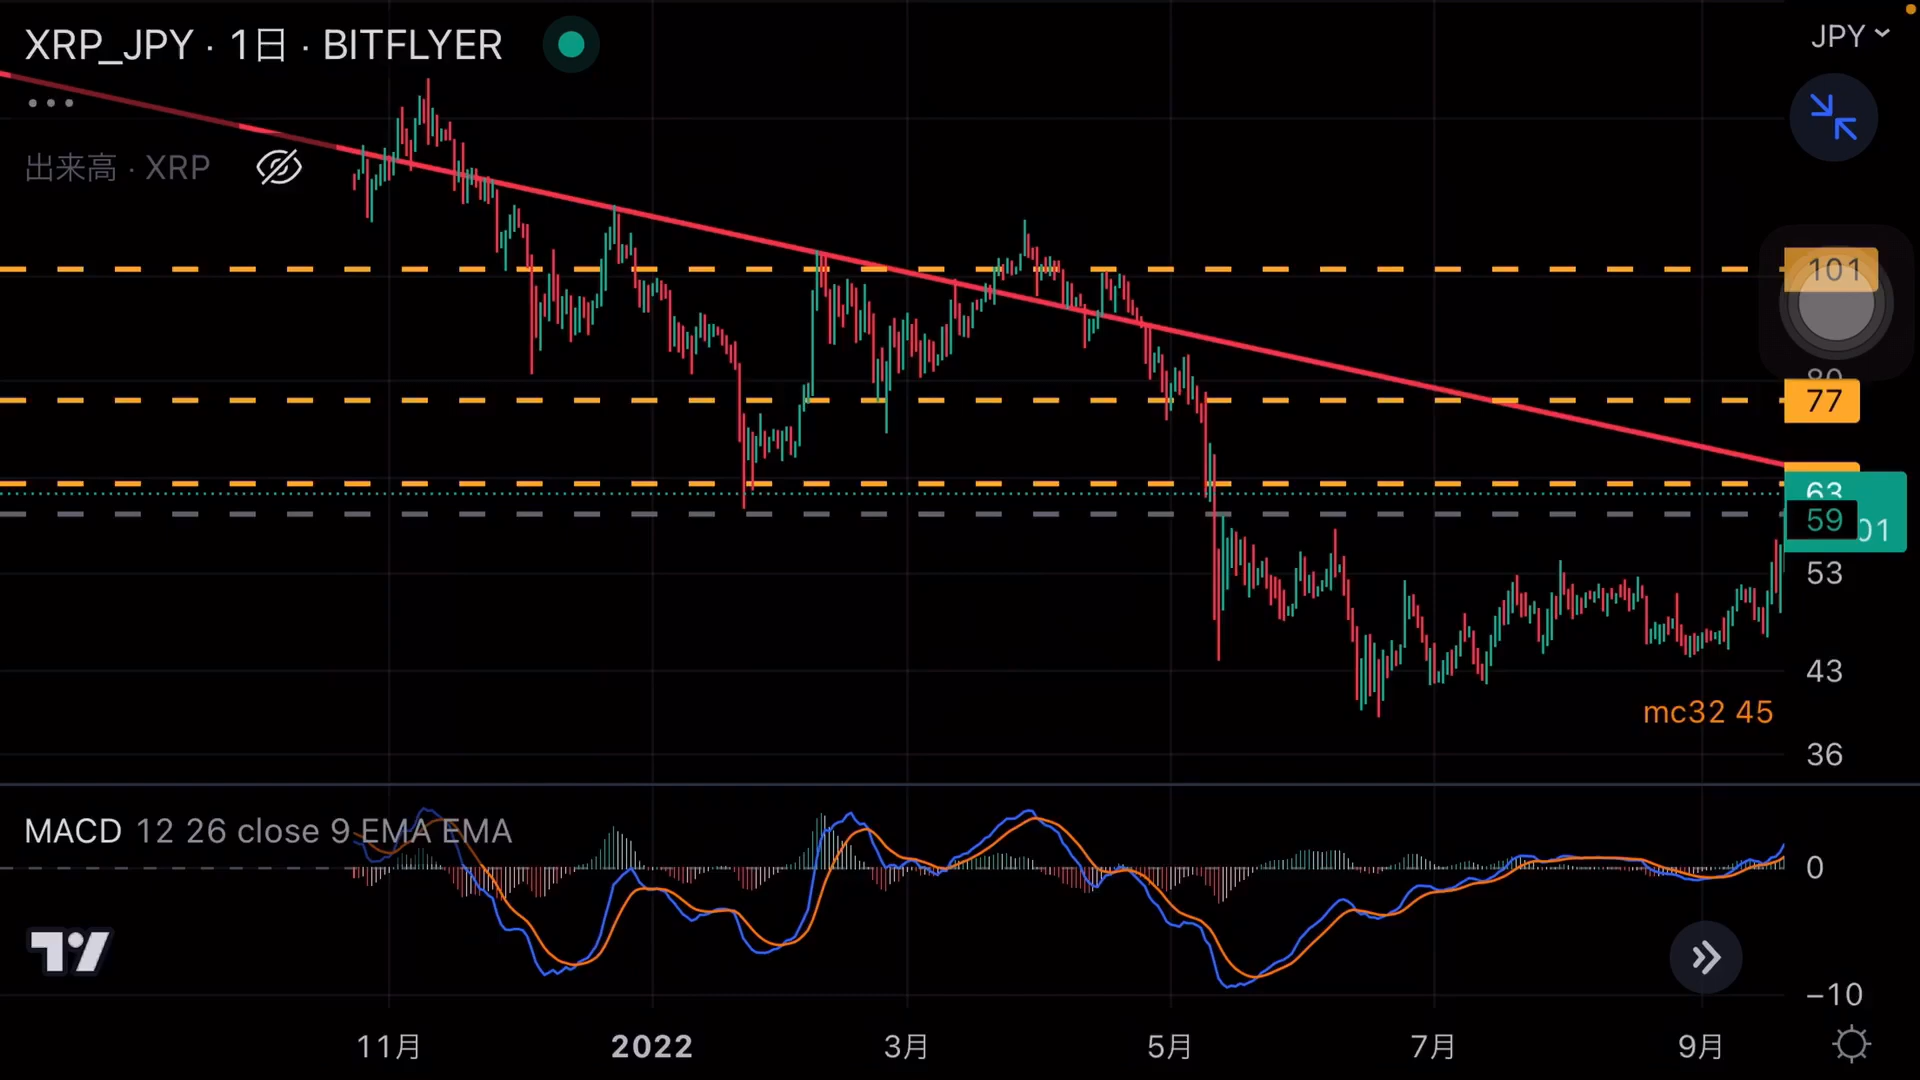 XRP_JPY · 1日 · BITFLYER
JPY
出来高 · XRP
101
80
77
63
59
01
53
43
mc32 45
36
MACD 12 26 close 9 EMA EMA
0
−10
11月 2022 3月 5月 7月 9月